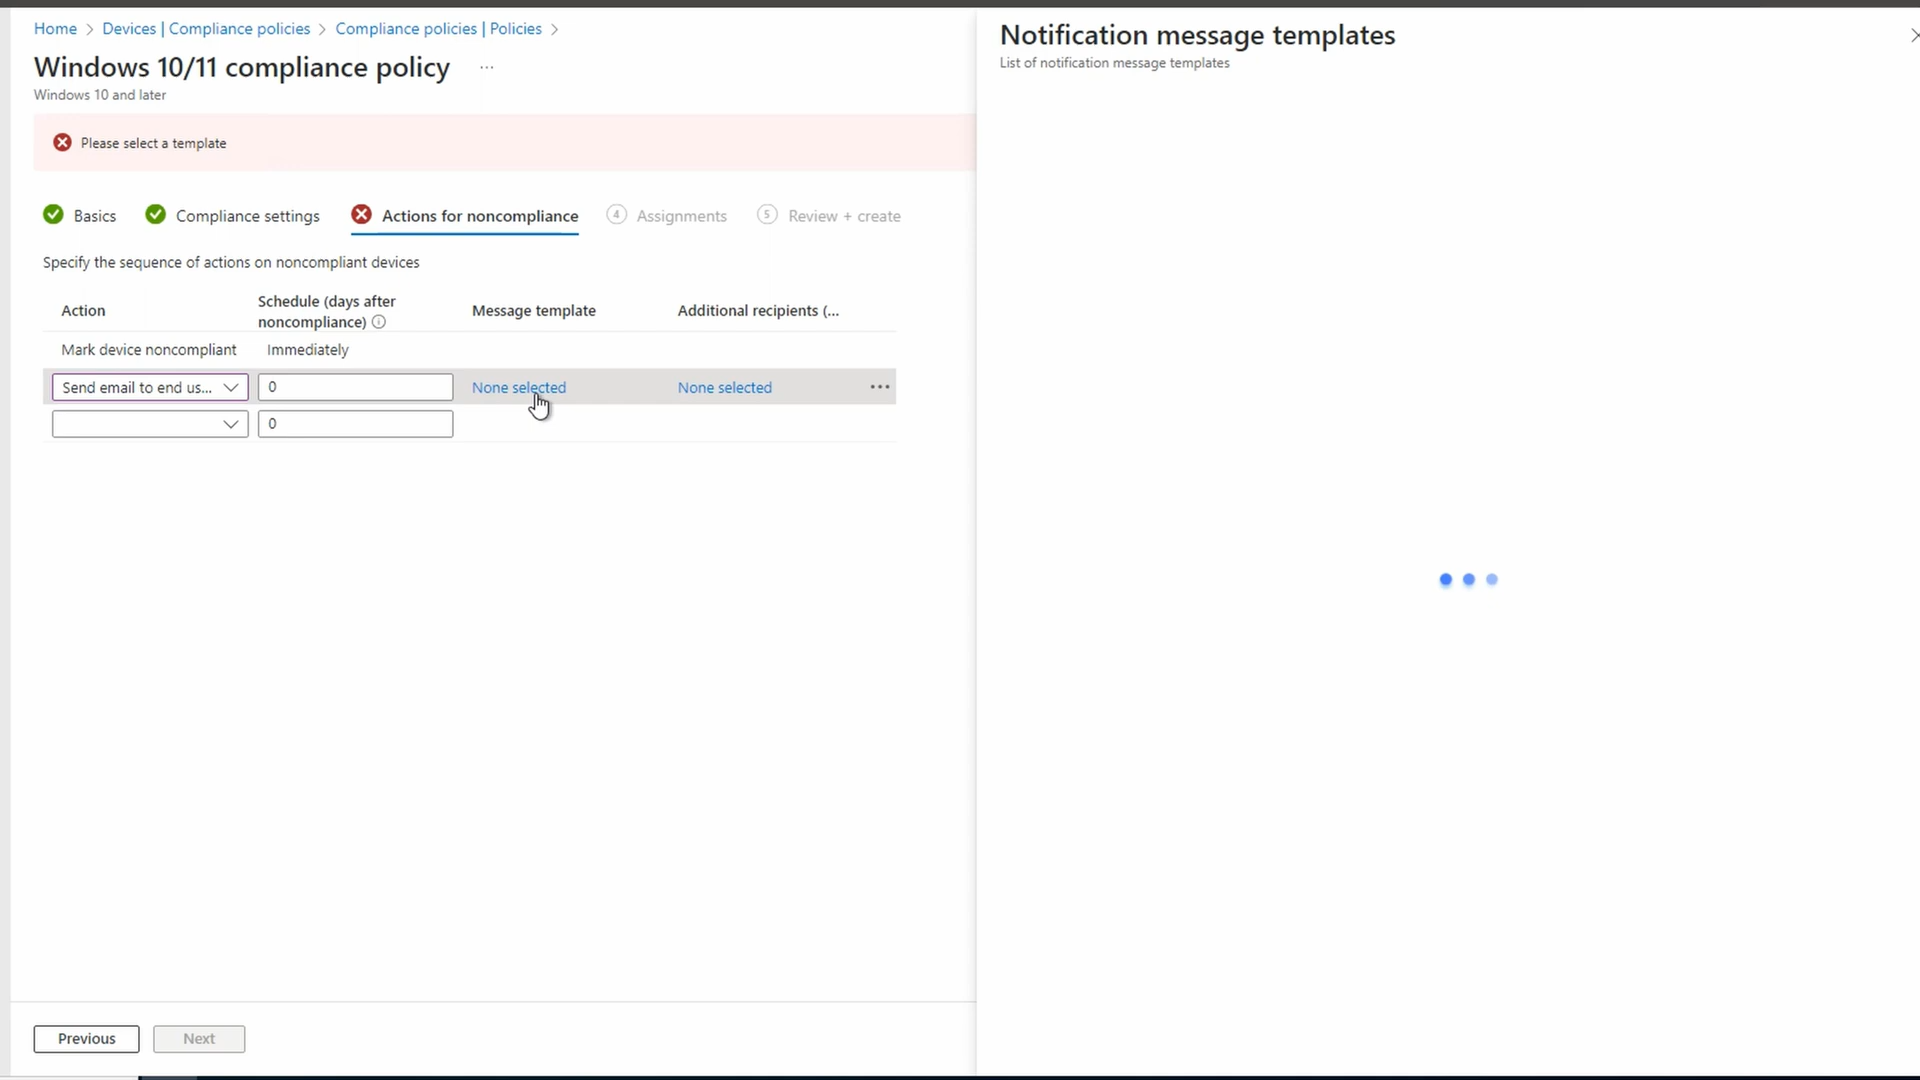 Home > Devices | Compliance policies > Compliance policies | Policies >
Windows 10/11 compliance policy ...
Windows 10 and later
Please select a template
Basics Compliance settings Actions for noncompliance 4 Assignments 5 Review + create
Specify the sequence of actions on noncompliant devices
Action Schedule (days after noncompliance) Message template Additional recipients (...
Mark device noncompliant Immediately
Send email to end us... 0 None selected None selected ...
0
Previous Next
Notification message templates
List of notification message templates